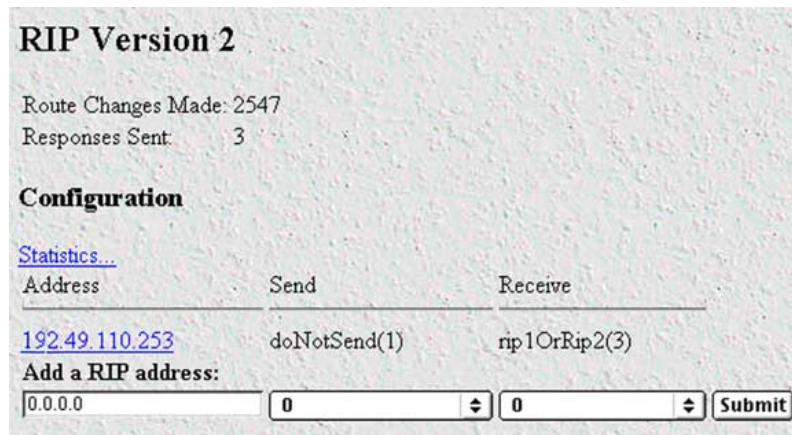 RIP Version 2
Route Changes Made: 2547
Responses Sent: 3
Configuration
Statistics...
Address Send Receive
192.49.110.253 doNotSend(1) rip1OrRip2(3)
Add a RIP address:
0.0.0.0 0 0 Submit